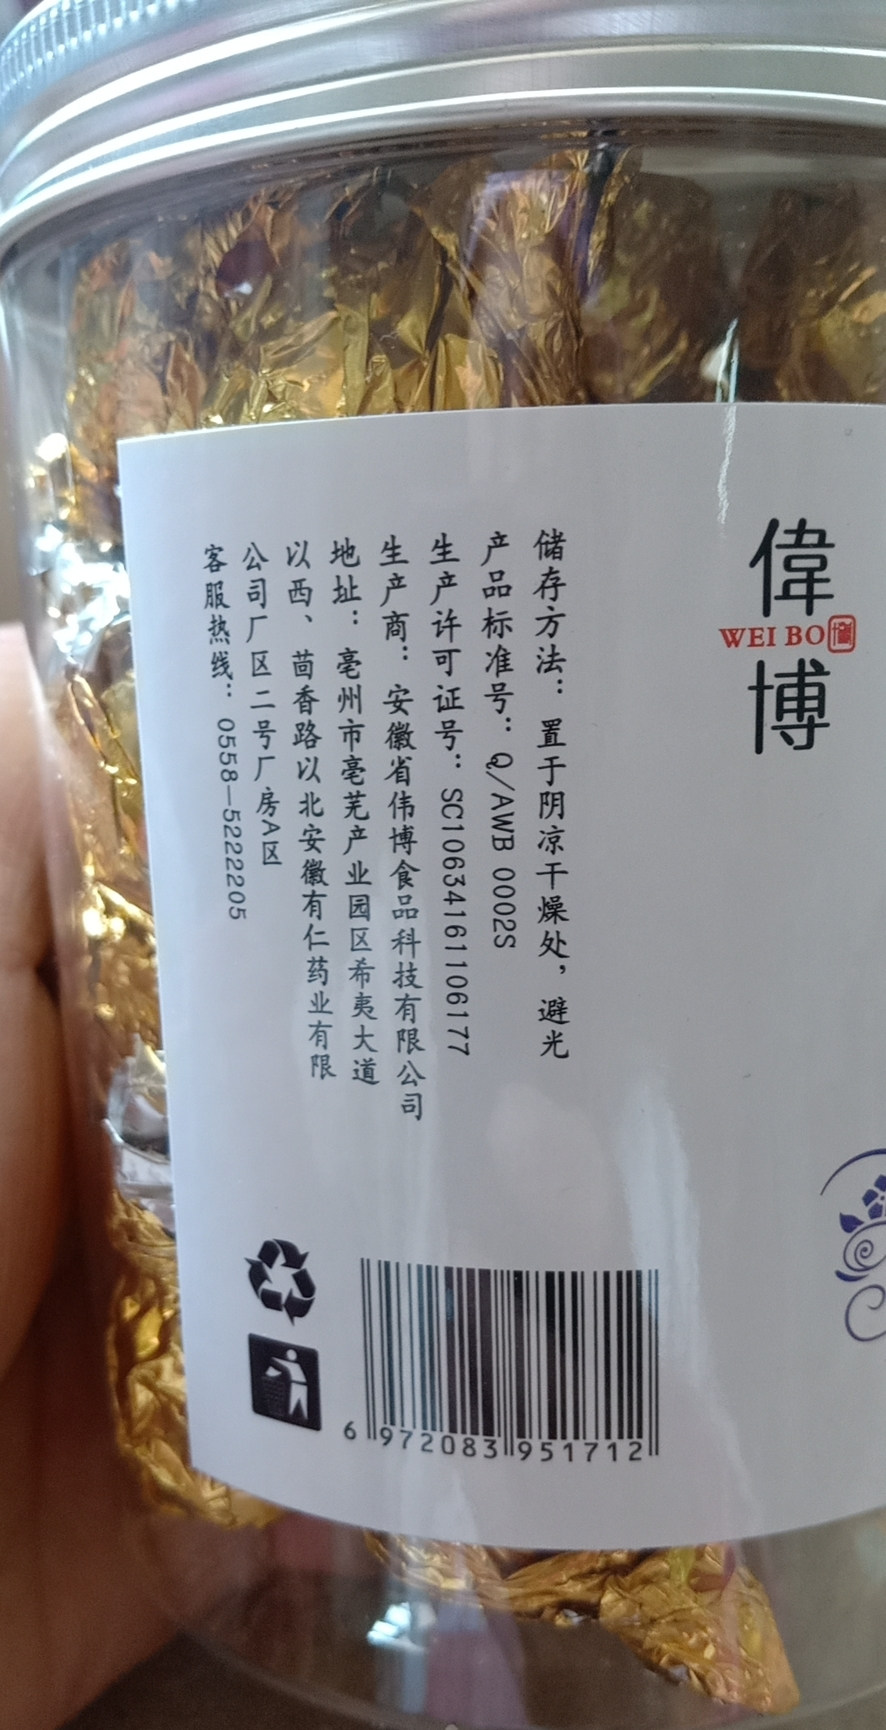 偉
WEI BO
博
储存方法：置于阴凉干燥处，避光
产品标准号：Q/AWB 0002S
生产许可证号：SC10634161106177
生产商：安徽省伟博食品科技有限公司
地址：亳州市亳芜产业园区希夷大道
以西、茴香路以北安徽有仁药业有限
公司厂区二号厂房A区
客服热线：0558—5222205
6 972083 951712